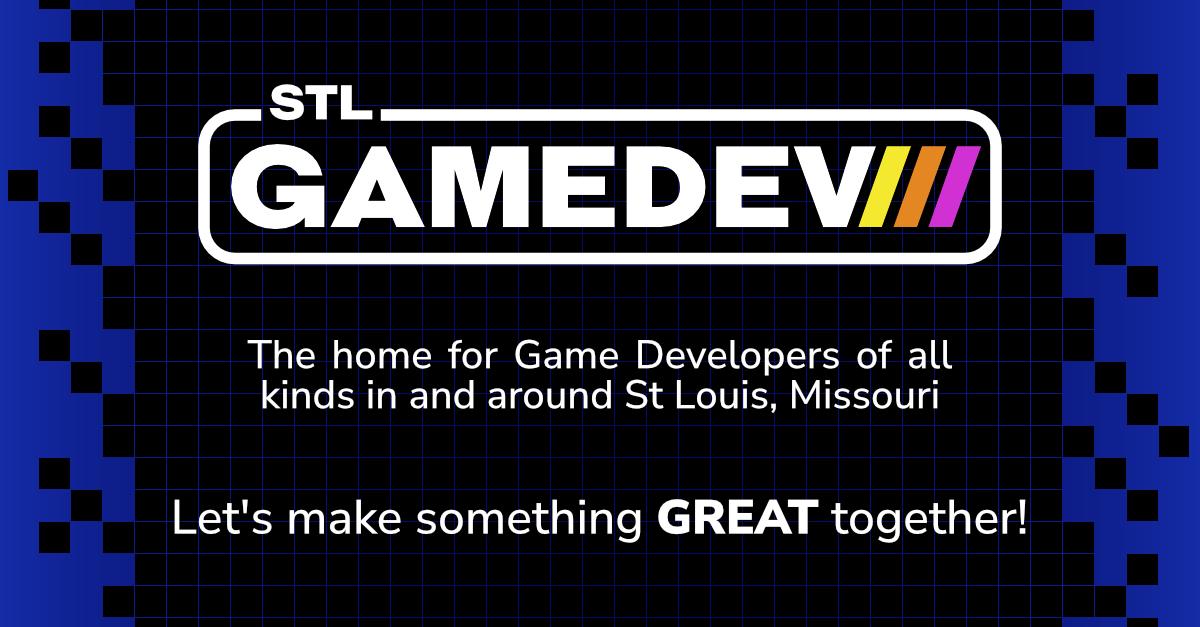 STL
GAMEDEV
The home for Game Developers of all
kinds in and around St Louis, Missouri
Let's make something GREAT together!